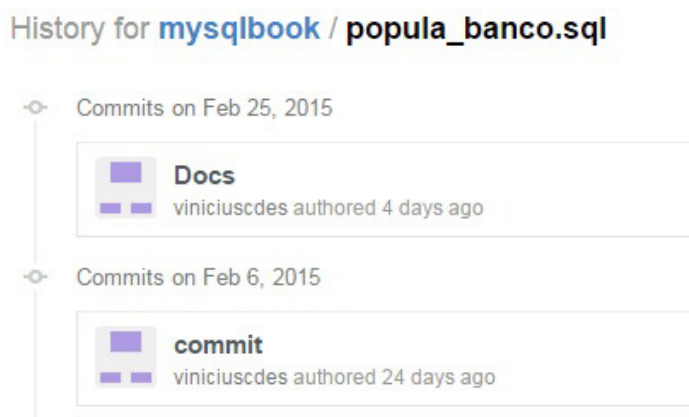 History for mysqlbook / popula_banco.sql
Commits on Feb 25, 2015
Docs
viniciuscdes authored 4 days ago
Commits on Feb 6, 2015
commit
viniciuscdes authored 24 days ago